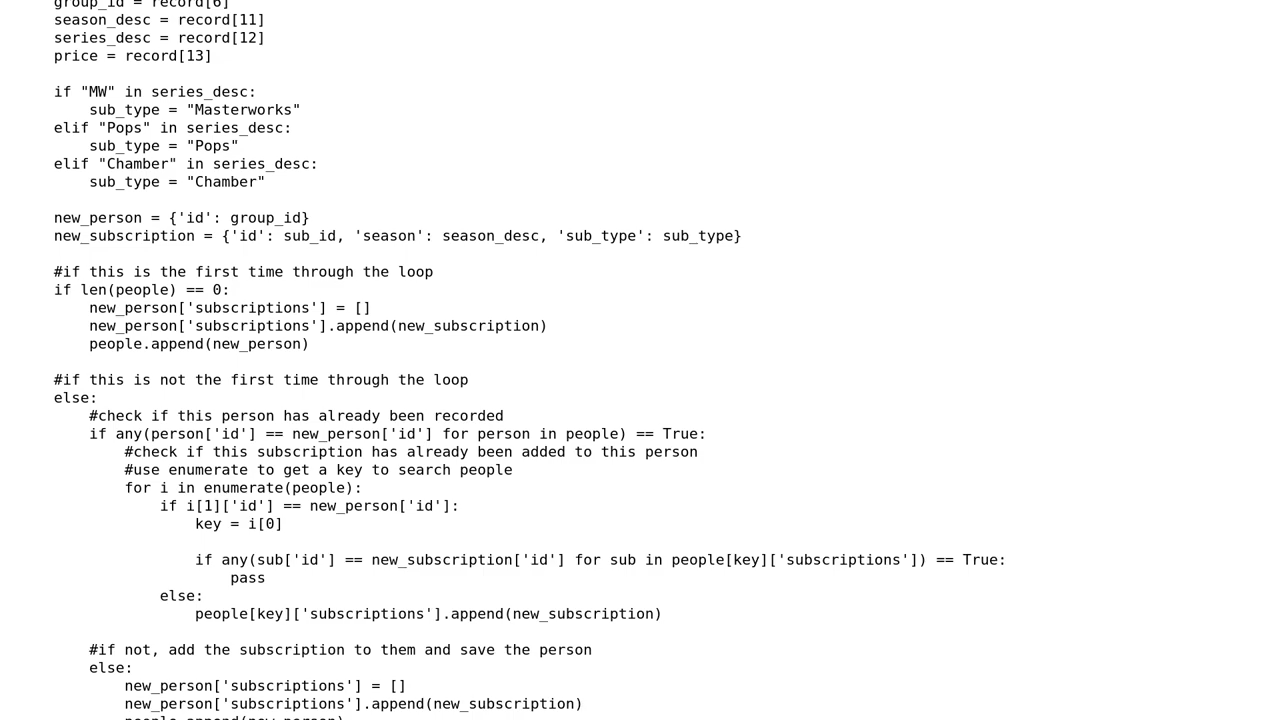 group_id = record[6]
season_desc = record[11]
series_desc = record[12]
price = record[13]
if "MW" in series_desc:
sub_type = "Masterworks"
elif "Pops" in series_desc:
sub_type = "Pops"
elif "Chamber" in series_desc:
sub_type = "Chamber"
new_person = {'id': group_id}
new_subscription = {'id': sub_id, 'season': season_desc, 'sub_type': sub_type}
#if this is the first time through the loop
if len(people) == 0:
new_person['subscriptions'] = []
new_person['subscriptions'].append(new_subscription)
people.append(new_person)
#if this is not the first time through the loop
else:
#check if this person has already been recorded
if any(person['id'] == new_person['id'] for person in people) == True:
#check if this subscription has already been added to this person
#use enumerate to get a key to search people
for i in enumerate(people):
if i[1]['id'] == new_person['id']:
key = i[0]
if any(sub['id'] == new_subscription['id'] for sub in people[key]['subscriptions']) == True:
pass
else:
people[key]['subscriptions'].append(new_subscription)
#if not, add the subscription to them and save the person
else:
new_person['subscriptions'] = []
new_person['subscriptions'].append(new_subscription)
people.append(new_person)